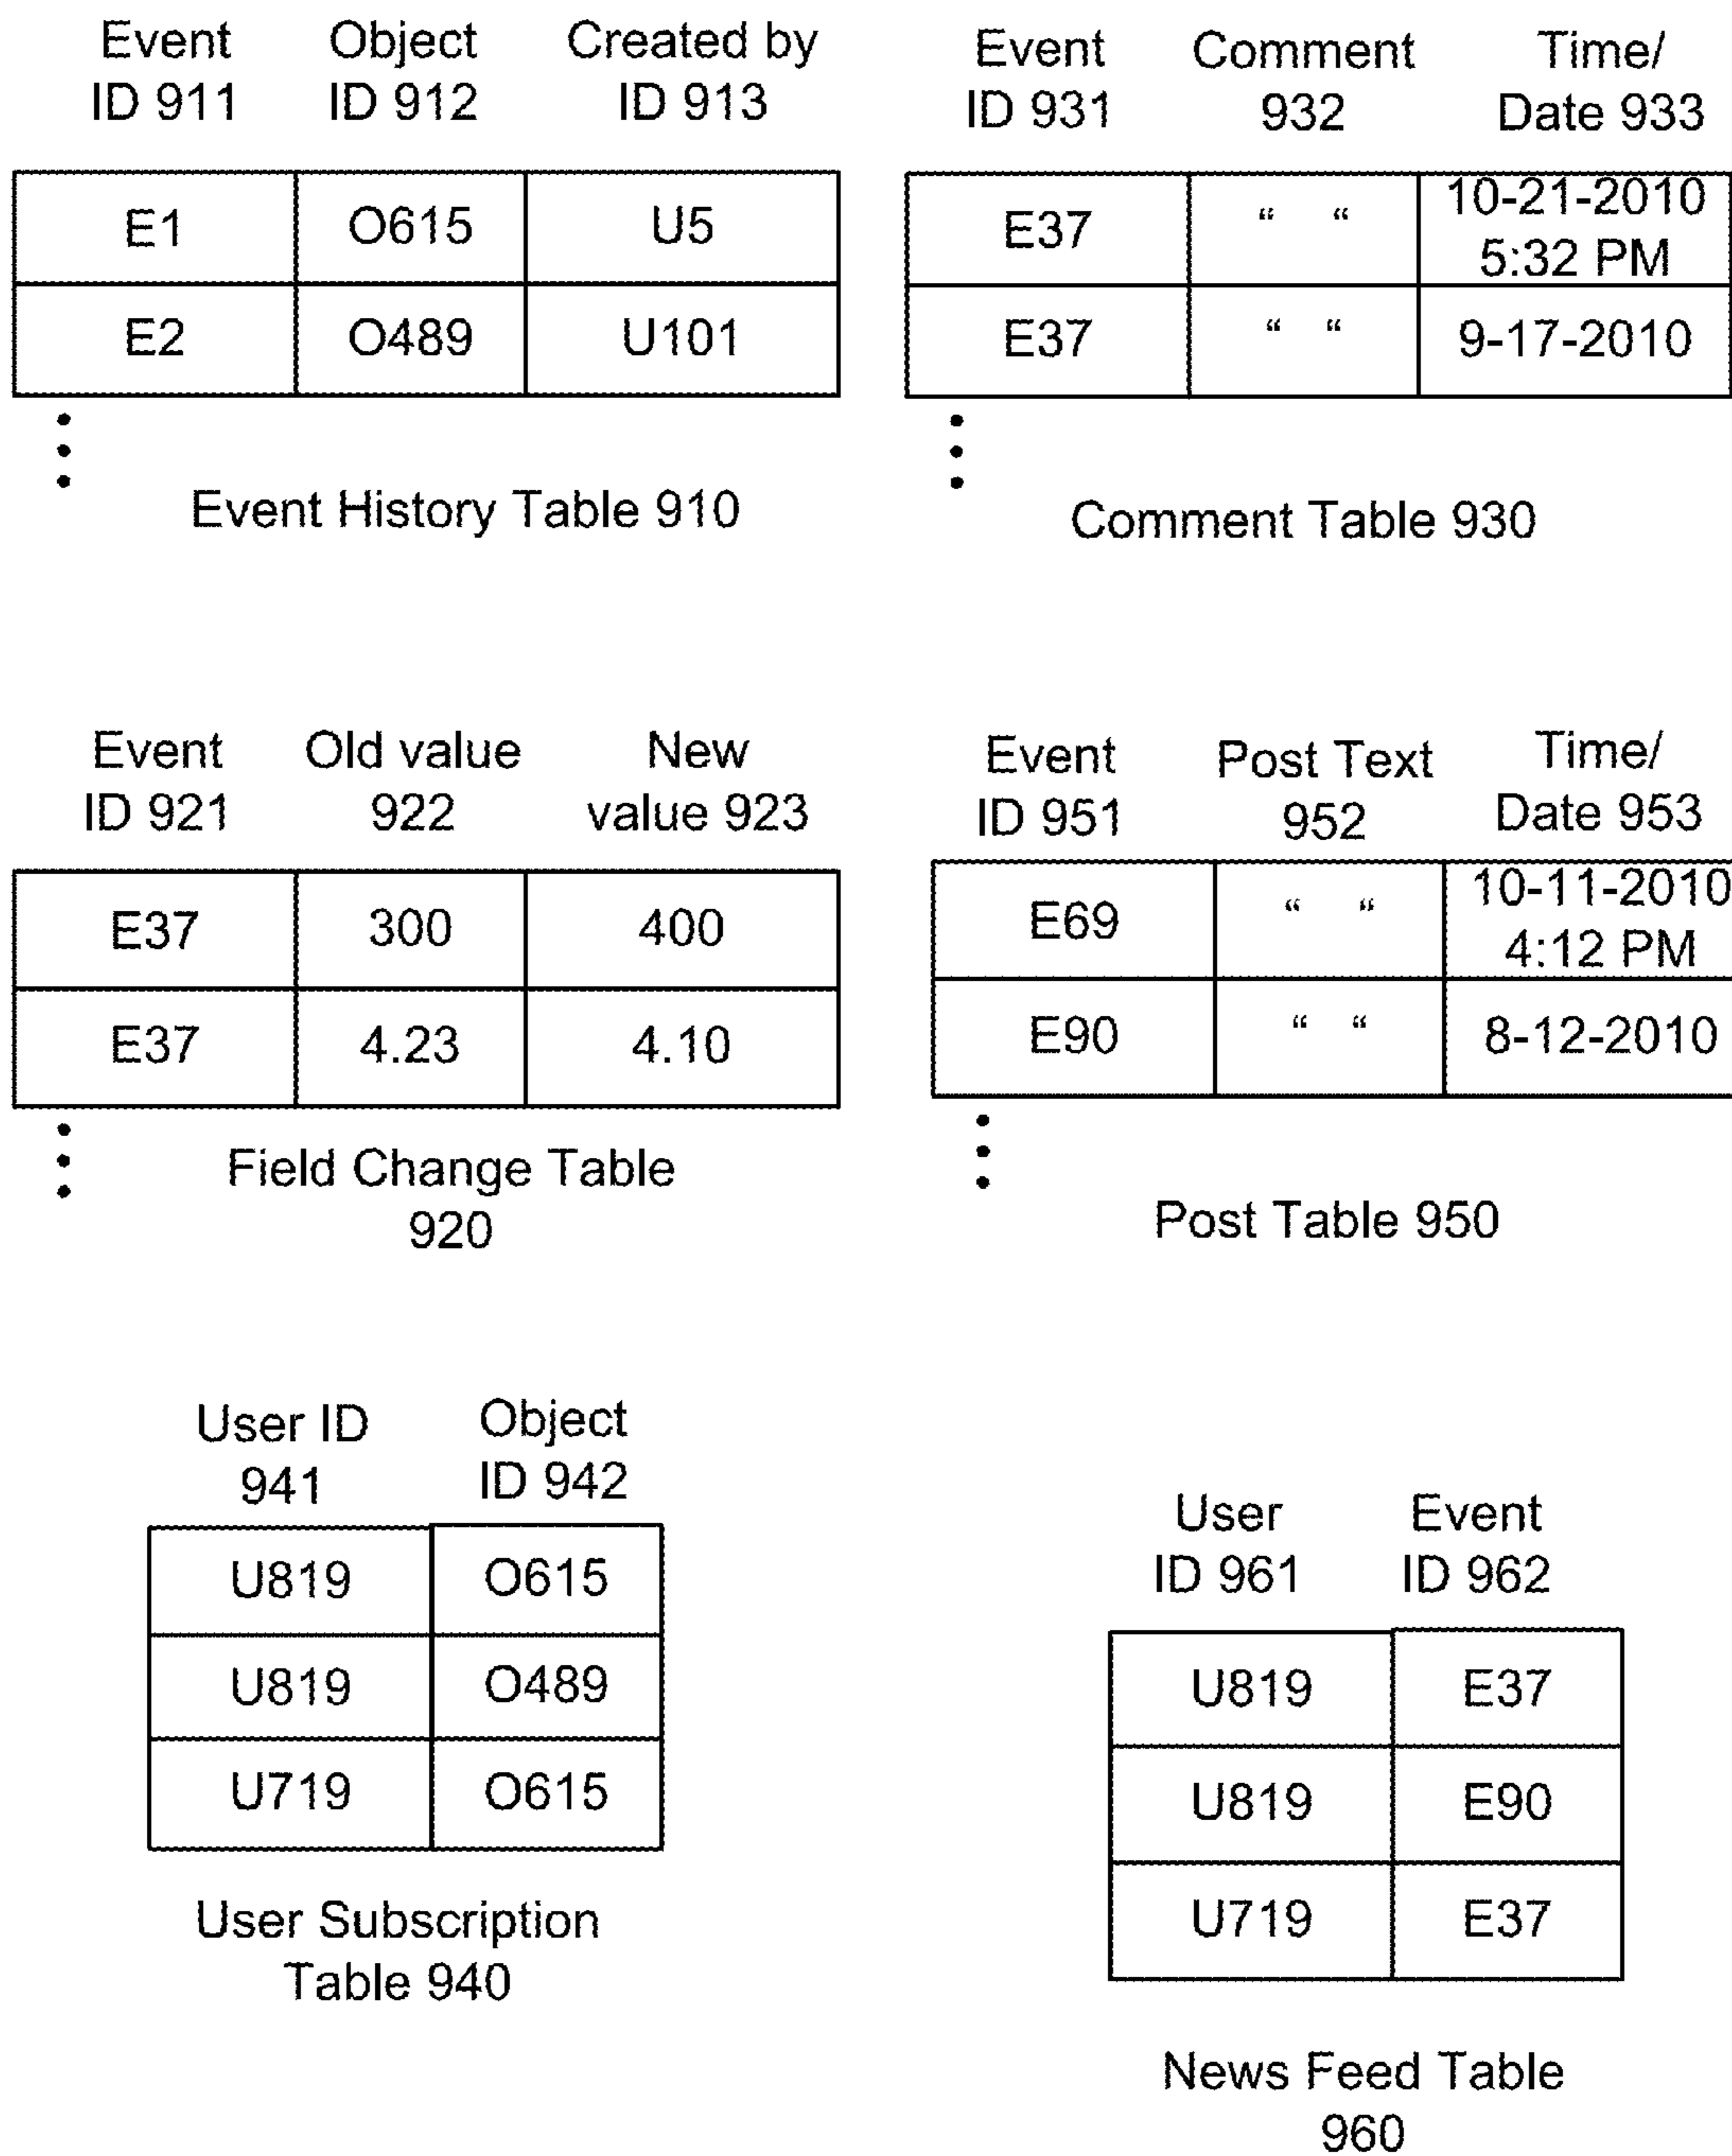 Event Object Created by
ID 911 ID 912 ID 913
E1 O615 U5
E2 O489 U101
Event History Table 910
Event Comment Time/
ID 931 932 Date 933
E37 “ “ 10-21-2010
5:32 PM
E37 “ “ 9-17-2010
Comment Table 930
Event Old value New
ID 921 922 value 923
E37 300 400
E37 4.23 4.10
Field Change Table
920
Event Post Text Time/
ID 951 952 Date 953
E69 “ “ 10-11-2010
4:12 PM
E90 “ “ 8-12-2010
Post Table 950
User ID Object
941 ID 942
U819 O615
U819 O489
U719 O615
User Subscription
Table 940
User Event
ID 961 ID 962
U819 E37
U819 E90
U719 E37
News Feed Table
960